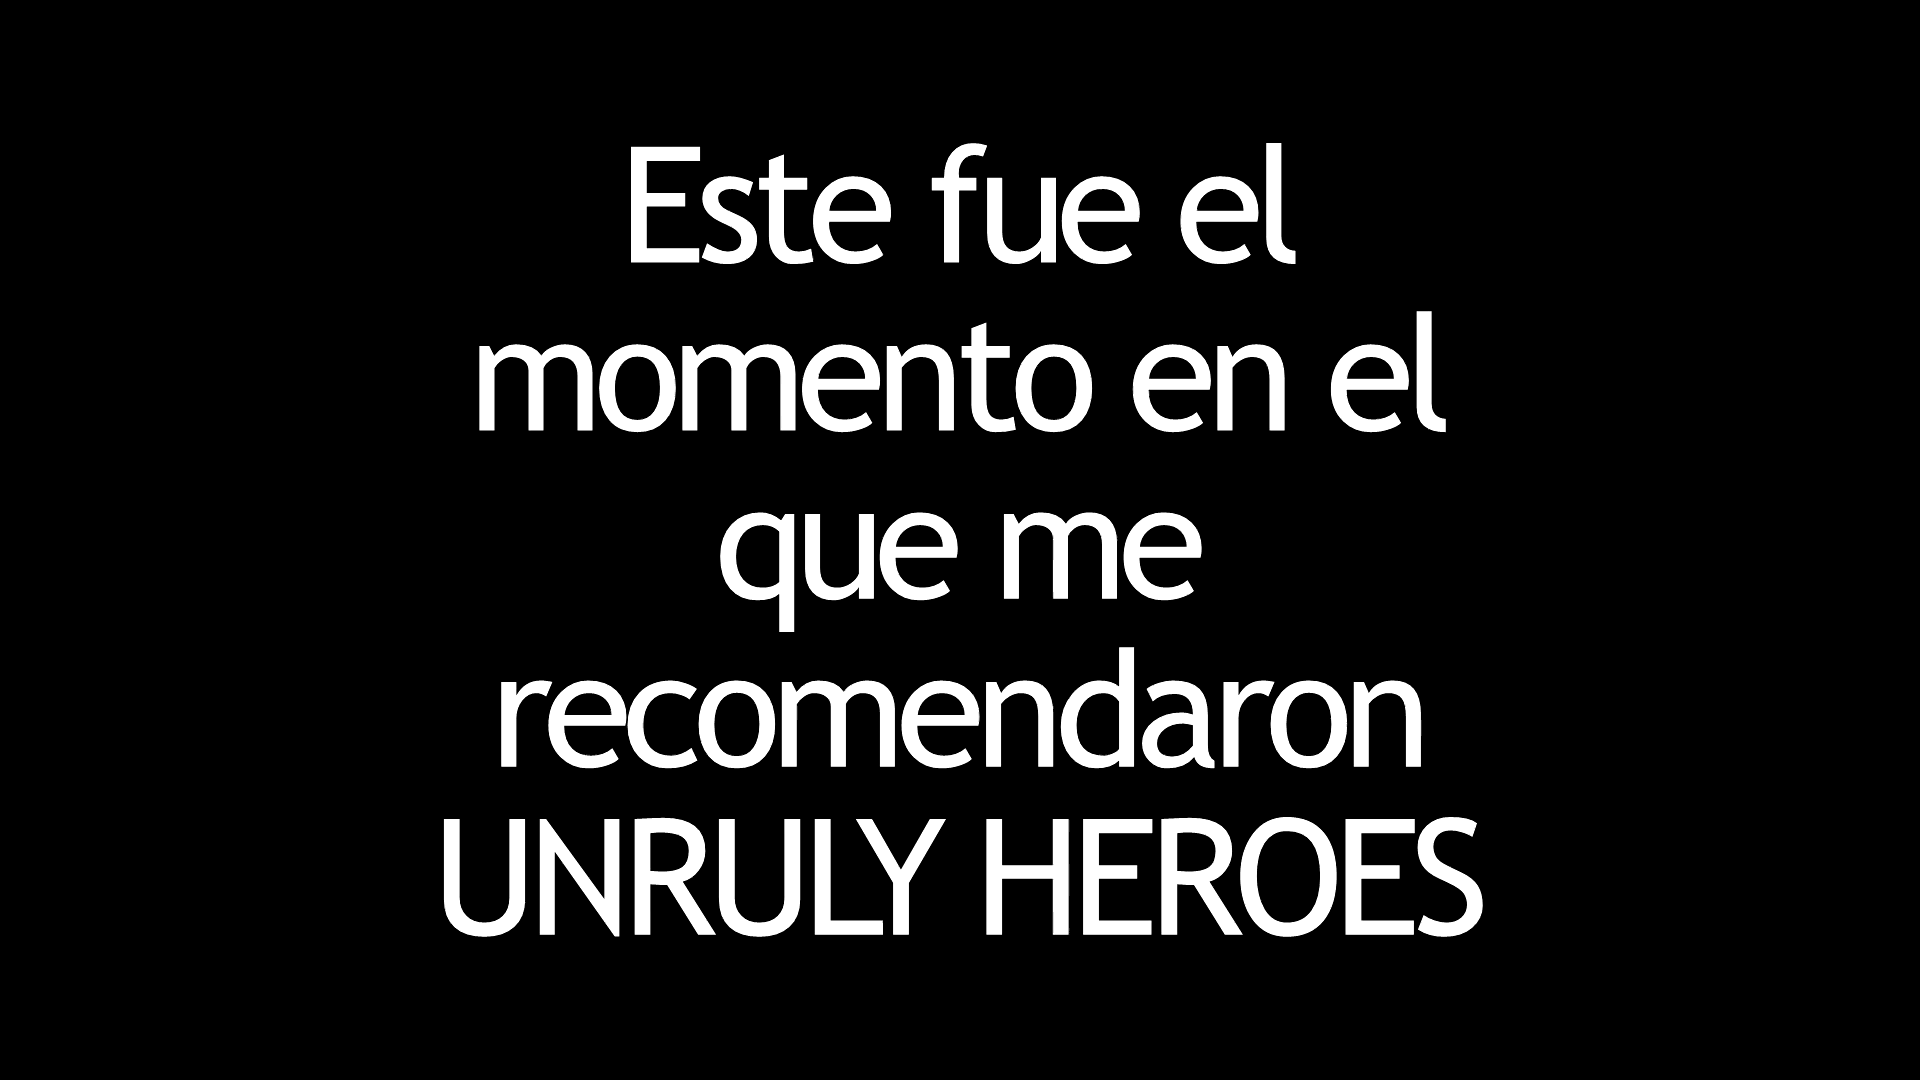 Este fue el
momento en el
que me
recomendaron
UNRULY HEROES